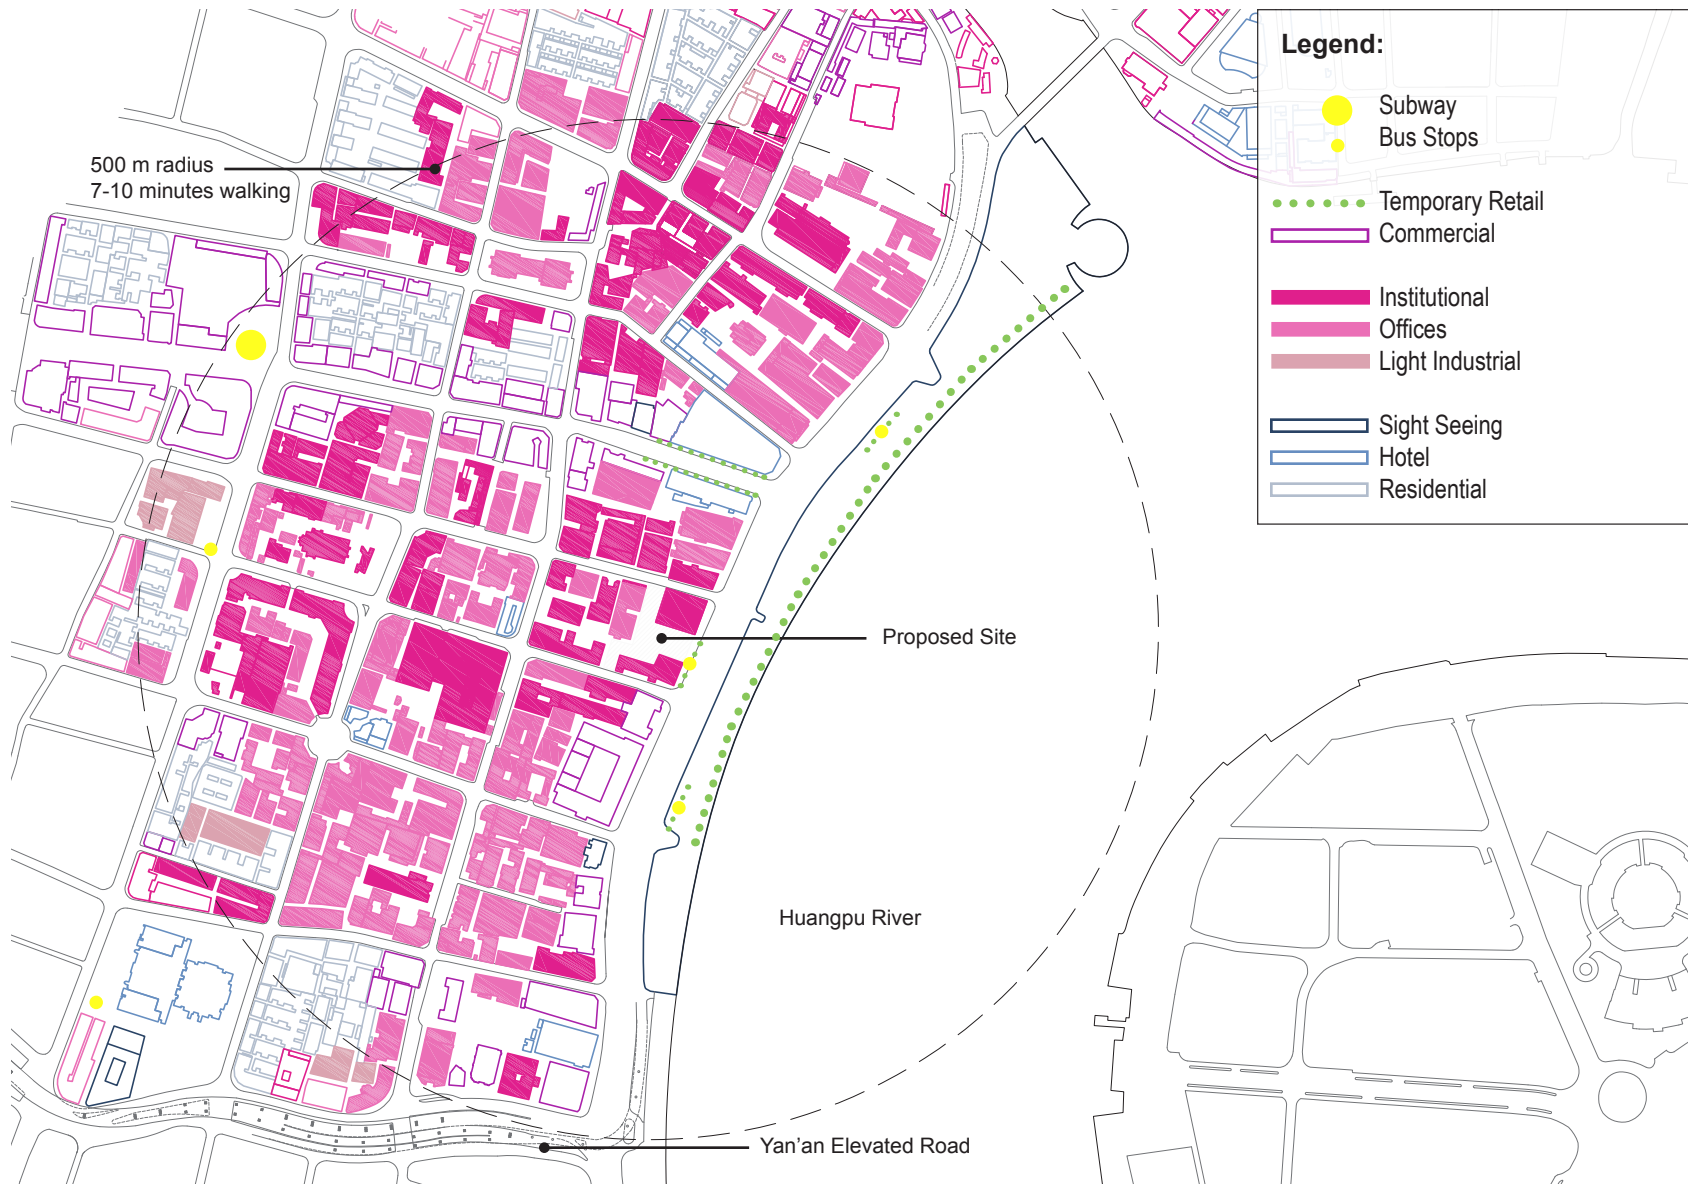 Legend:
Subway
Bus Stops
500 m radius
7-10 minutes walking
Temporary Retail
Commercial
Institutional
Offices
Light Industrial
Sight Seeing
Hotel
Residential
Proposed Site
Huangpu River
Yan'an Elevated Road